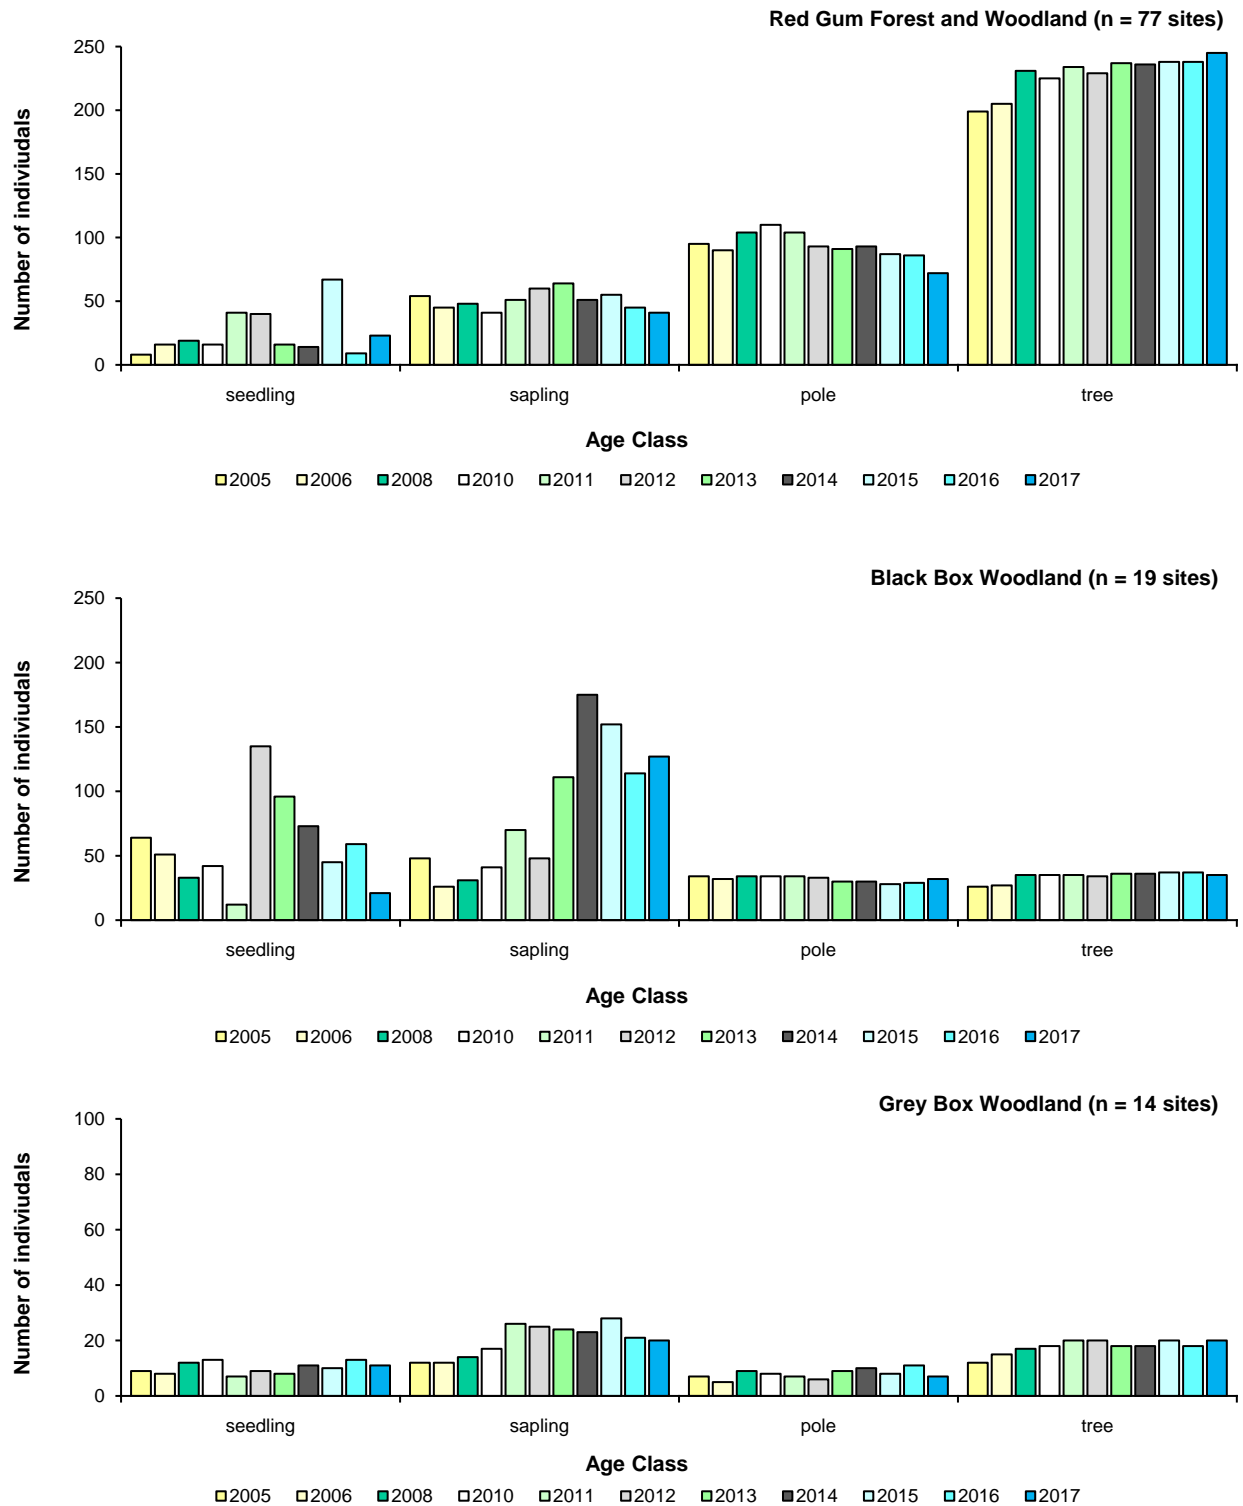 Red Gum Forest and Woodland (n = 77 sites)
Number of indiviudals
250
200
150
100
50
0
seedling sapling pole tree
Age Class
2005 2006 2008 2010 2011 2012 2013 2014 2015 2016 2017
Black Box Woodland (n = 19 sites)
Number of indiviudals
250
200
150
100
50
0
seedling sapling pole tree
Age Class
2005 2006 2008 2010 2011 2012 2013 2014 2015 2016 2017
Grey Box Woodland (n = 14 sites)
Number of indiviudals
100
80
60
40
20
0
seedling sapling pole tree
Age Class
2005 2006 2008 2010 2011 2012 2013 2014 2015 2016 2017